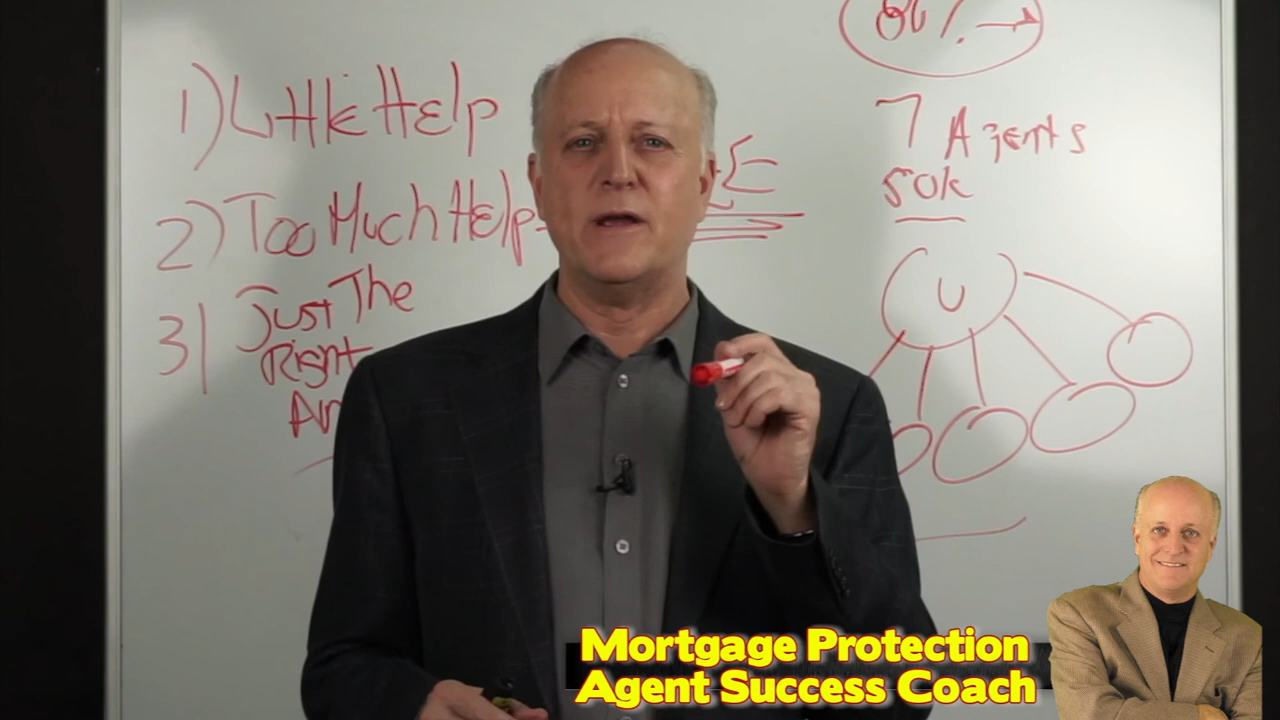 1) Little Help
2) Too Much Help
3) Just The
Right
7 Agents
50k
U
Mortgage Protection
Agent Success Coach